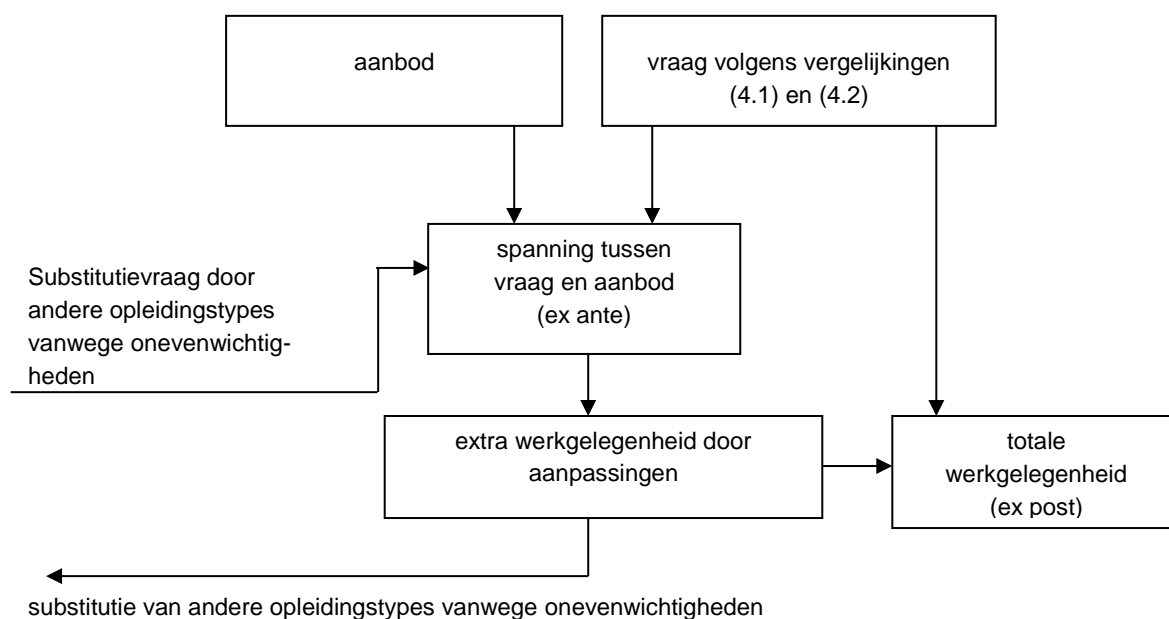 aanbod
vraag volgens vergelijkingen
(4.1) en (4.2)
spanning tussen
vraag en aanbod
(ex ante)
Substitutievraag door
andere opleidingstypes
vanwege onevenwichtig-
heden
extra werkgelegenheid door
aanpassingen
totale
werkgelegenheid
(ex post)
substitutie van andere opleidingstypes vanwege onevenwichtigheden